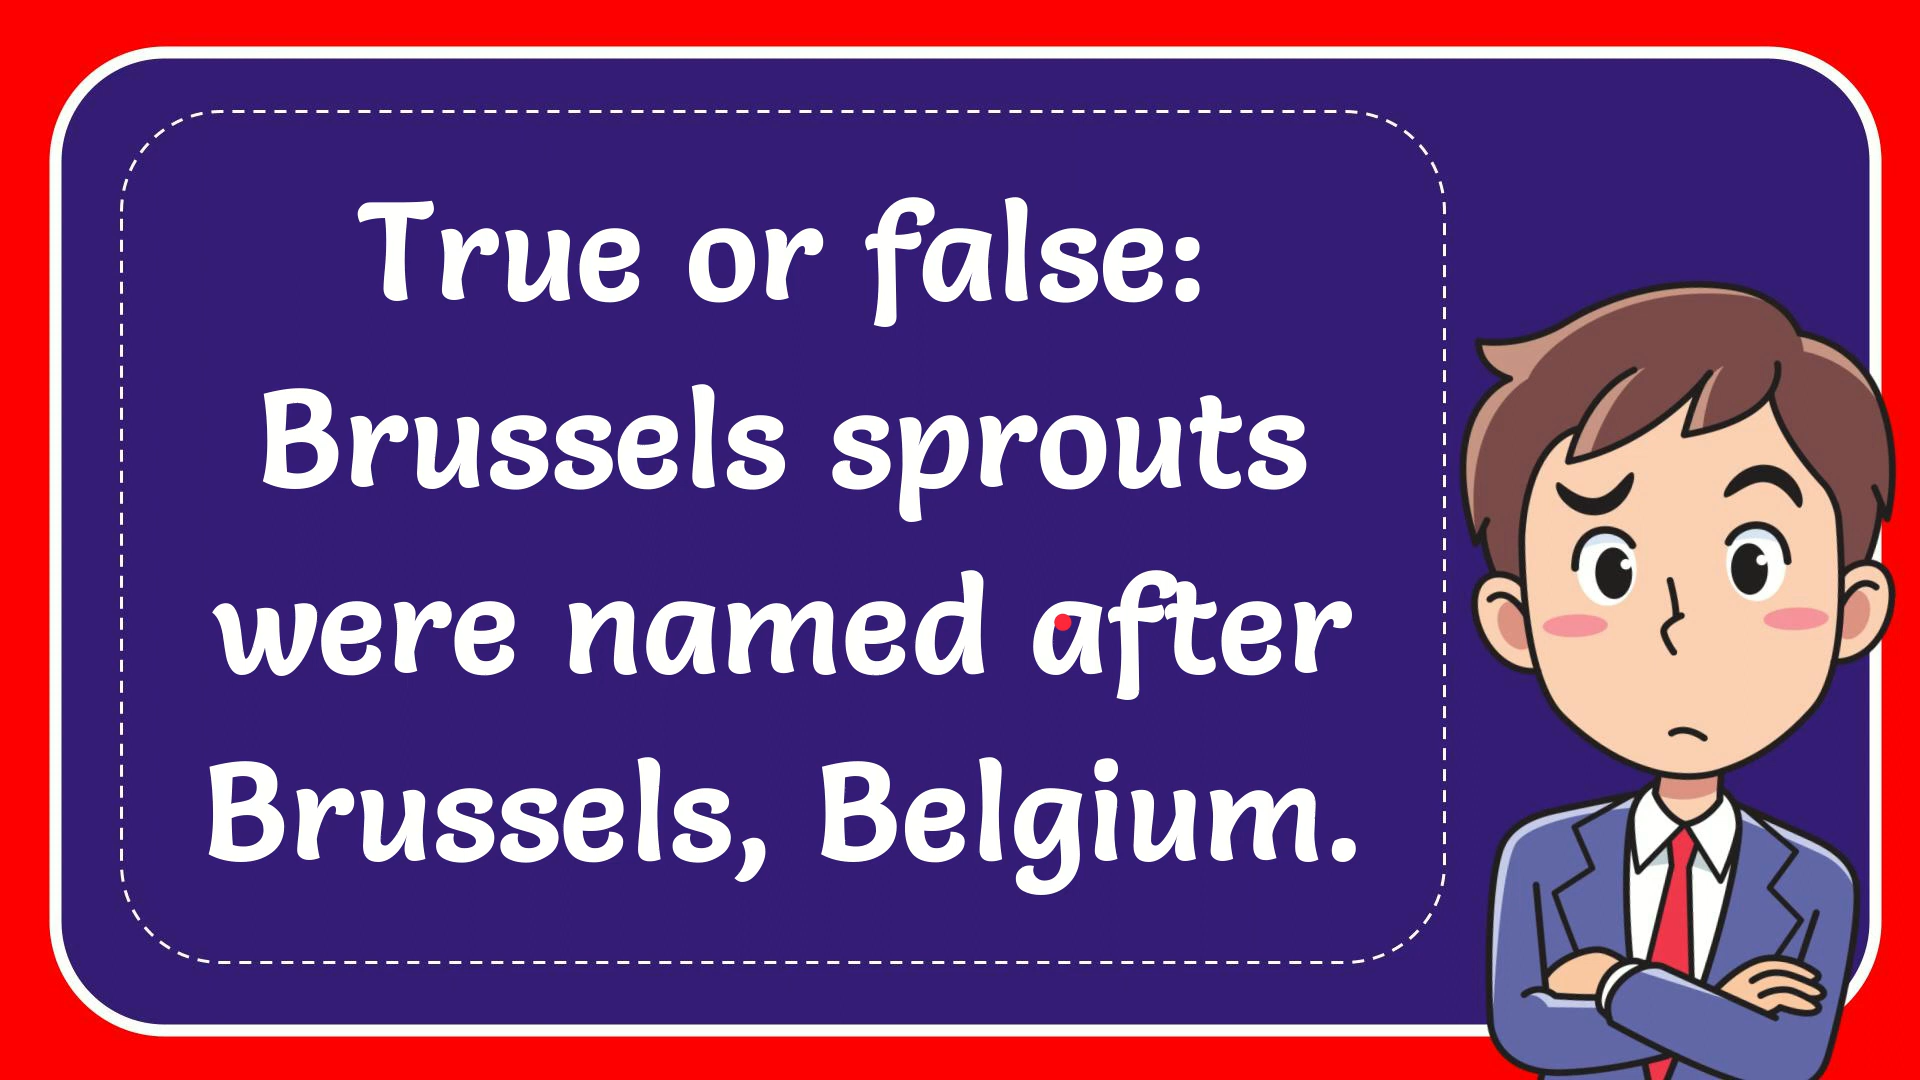 True or false:
Brussels sprouts
were named after
Brussels, Belgium.